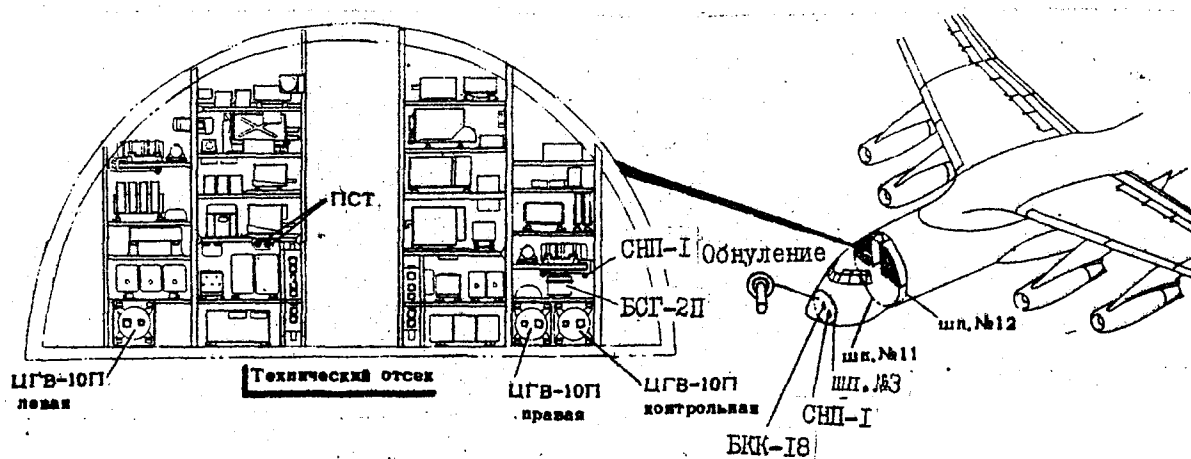 ПСТ
СНП-I
Обнуление
БСГ-2П
шп.№12
шп.№11
ЦГВ-10П
левая
Технический отсек
ЦГВ-10П
правая
ЦГВ-10П
контрольная
шп.№3
СНП-I
БКК-18